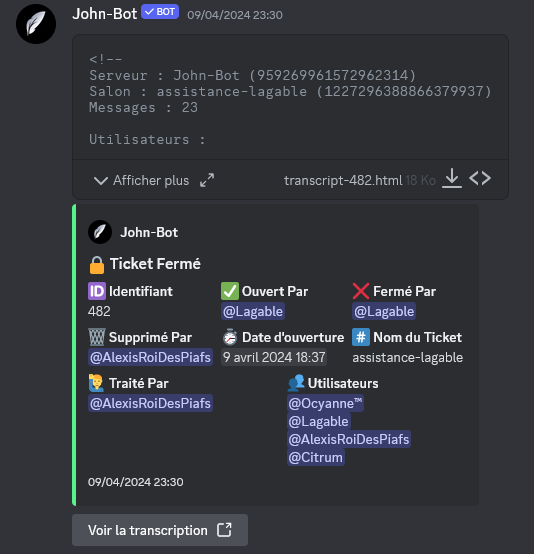 John-Bot ✓ BOT 09/04/2024 23:30
<!--
Serveur : John-Bot (959269961572962314)
Salon : assistance-lagable (1227296388866379937)
Messages : 23
Utilisateurs :
Afficher plus transcript-482.html 18 Ko
John-Bot
Ticket Fermé
ID Identifiant Ouvert Par Fermé Par
482 @Lagable @Lagable
Supprimé Par Date d'ouverture # Nom du Ticket
@AlexisRoiDesPiafs 9 avril 2024 18:37 assistance-lagable
Traité Par Utilisateurs
@AlexisRoiDesPiafs @Ocyanne™
@Lagable
@AlexisRoiDesPiafs
@Citrum
09/04/2024 23:30
Voir la transcription